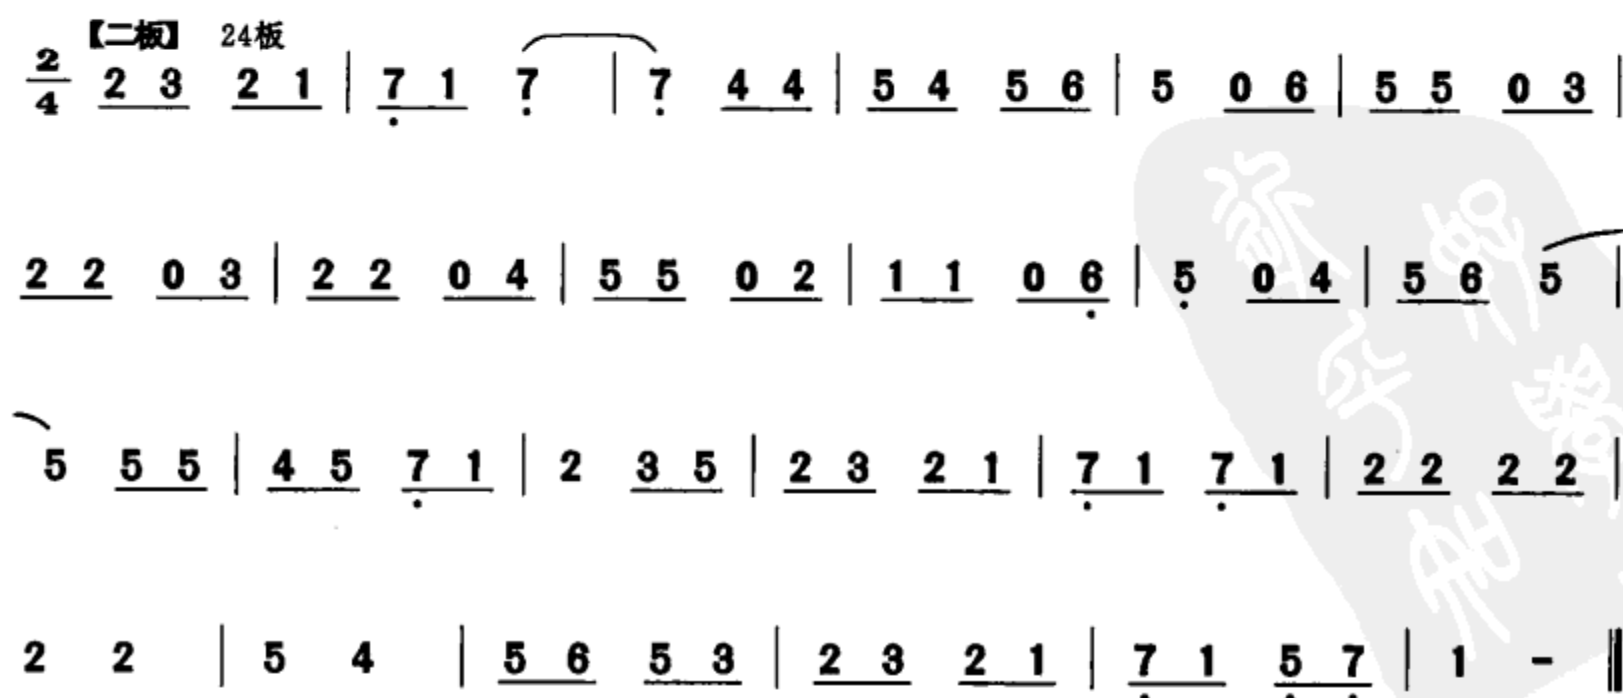 【二板】 24板
2/4 2 3 2 1 | 7̣ 1 7̣ | 7̣ 4 4 | 5 4 5 6 | 5 0 6 | 5 5 0 3 |
2 2 0 3 | 2 2 0 4 | 5 5 0 2 | 1 1 0 6̣ | 5̣ 0 4 | 5 6 5 |
5 5 5 | 4 5 7̣ 1 | 2 3 5 | 2 3 2 1 | 7̣ 1 7̣ 1 | 2 2 2 2 |
2 2 | 5 4 | 5 6 5 3 | 2 3 2 1 | 7̣ 1 5̣ 7̣ | 1 - ‖